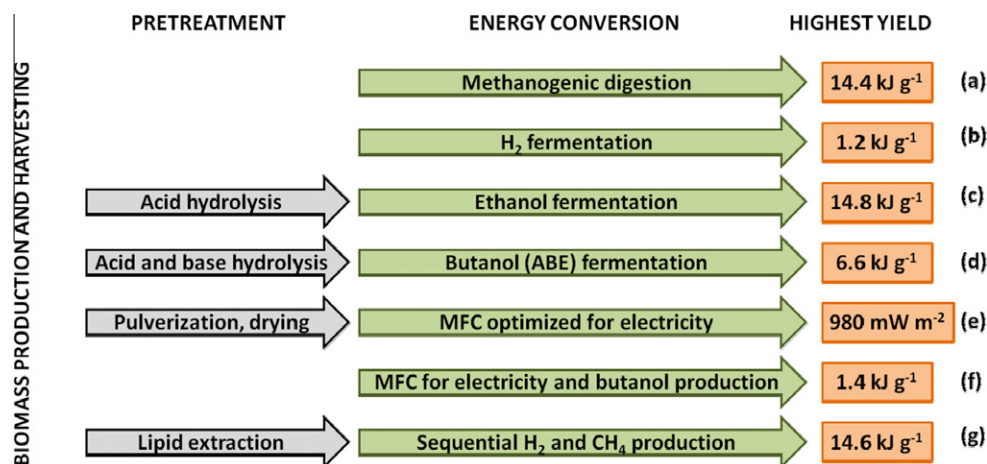 PRETREATMENT ENERGY CONVERSION HIGHEST YIELD
BIOMASS PRODUCTION AND HARVESTING
Methanogenic digestion 14.4 kJ g⁻¹ (a)
H₂ fermentation 1.2 kJ g⁻¹ (b)
Acid hydrolysis Ethanol fermentation 14.8 kJ g⁻¹ (c)
Acid and base hydrolysis Butanol (ABE) fermentation 6.6 kJ g⁻¹ (d)
Pulverization, drying MFC optimized for electricity 980 mW m⁻² (e)
MFC for electricity and butanol production 1.4 kJ g⁻¹ (f)
Lipid extraction Sequential H₂ and CH₄ production 14.6 kJ g⁻¹ (g)